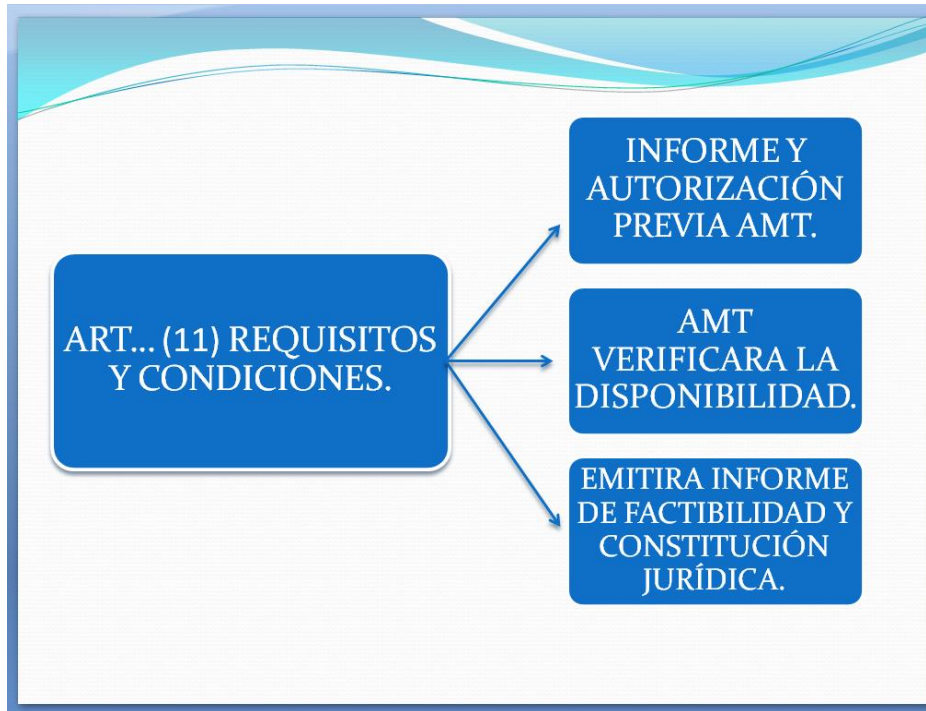 INFORME Y
AUTORIZACIÓN
PREVIA AMT.
ART... (11) REQUISITOS
Y CONDICIONES.
AMT
VERIFICARA LA
DISPONIBILIDAD.
EMITIRA INFORME
DE FACTIBILIDAD Y
CONSTITUCIÓN
JURÍDICA.